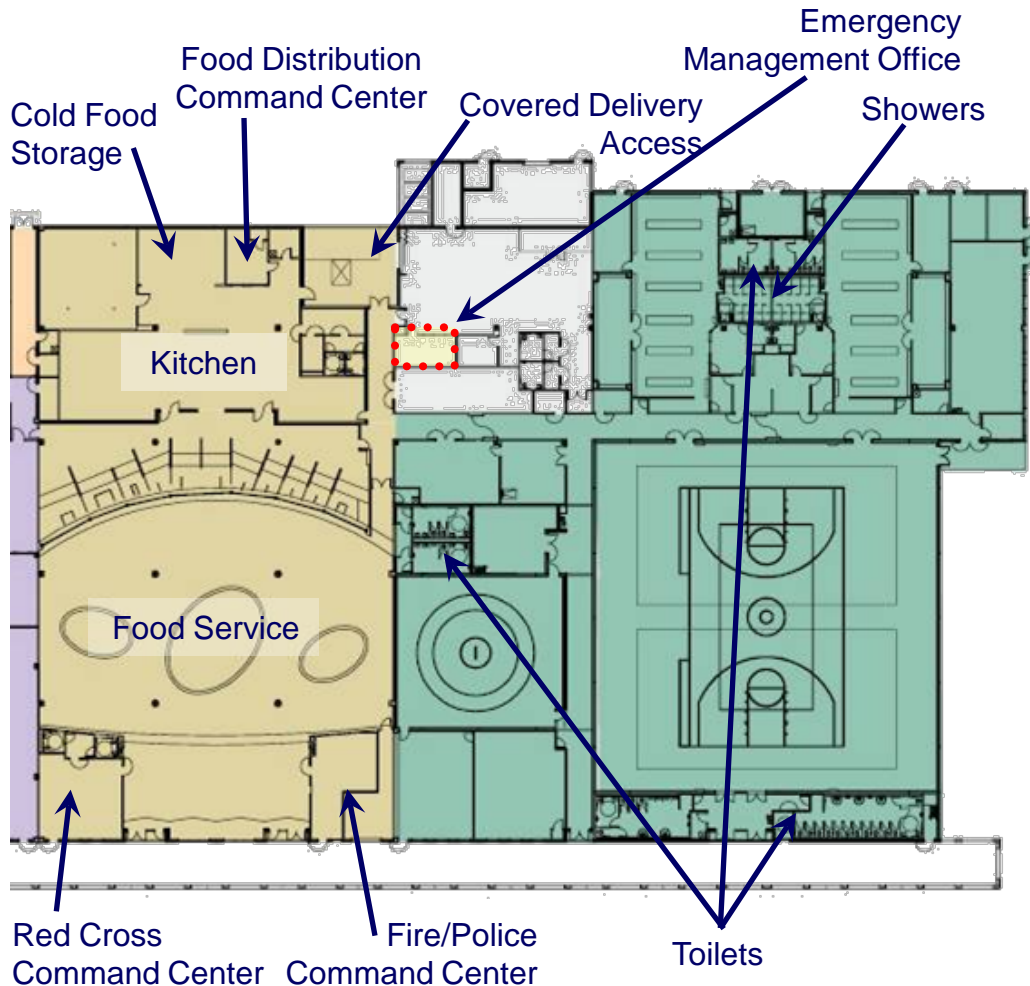 Emergency
Management Office
Food Distribution
Command Center
Cold Food
Storage
Covered Delivery
Access
Showers
Kitchen
Food Service
Red Cross
Command Center
Fire/Police
Command Center
Toilets